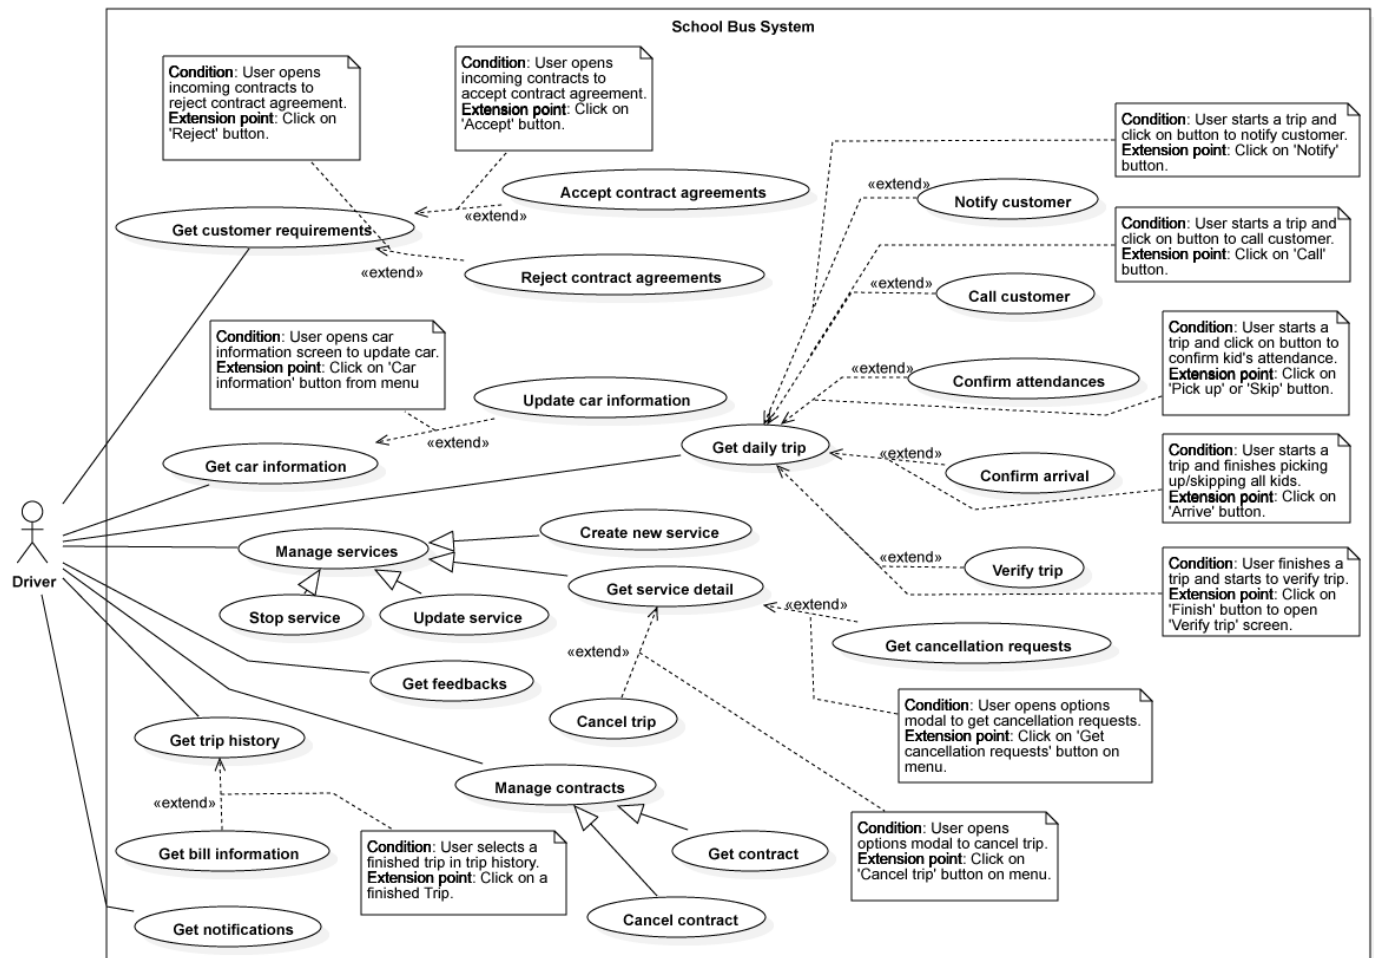 School Bus System
Condition: User opens
incoming contracts to
reject contract agreement.
Extension point: Click on
'Reject' button.
Condition: User opens
incoming contracts to
accept contract agreement.
Extension point: Click on
'Accept' button.
Condition: User starts a trip and
click on button to notify customer.
Extension point: Click on 'Notify'
button.
Accept contract agreements
«extend»
Get customer requirements
«extend»
Reject contract agreements
«extend»
Notify customer
Condition: User starts a trip and
click on button to call customer.
Extension point: Click on 'Call'
button.
«extend»
Call customer
Condition: User opens car
information screen to update car.
Extension point: Click on 'Car
information' button from menu
Condition: User starts a
trip and click on button to
confirm kid's attendance.
Extension point: Click on
'Pick up' or 'Skip' button.
«extend»
Confirm attendances
Update car information
«extend»
Get car information
Get daily trip
«extend»
Confirm arrival
Condition: User starts a
trip and finishes picking
up/skipping all kids.
Extension point: Click on
'Arrive' button.
Driver
Manage services
Create new service
Get service detail
Stop service
Update service
«extend»
Verify trip
Condition: User finishes a
trip and starts to verify trip.
Extension point: Click on
'Finish' button to open
'Verify trip' screen.
«extend»
Get cancellation requests
«extend»
Get feedbacks
Cancel trip
Condition: User opens options
modal to get cancellation requests.
Extension point: Click on 'Get
cancellation requests' button on
menu.
Get trip history
Manage contracts
«extend»
Get bill information
Condition: User selects a
finished trip in trip history.
Extension point: Click on a
finished Trip.
Get contract
Condition: User opens
options modal to cancel trip.
Extension point: Click on
'Cancel trip' button on menu.
Cancel contract
Get notifications